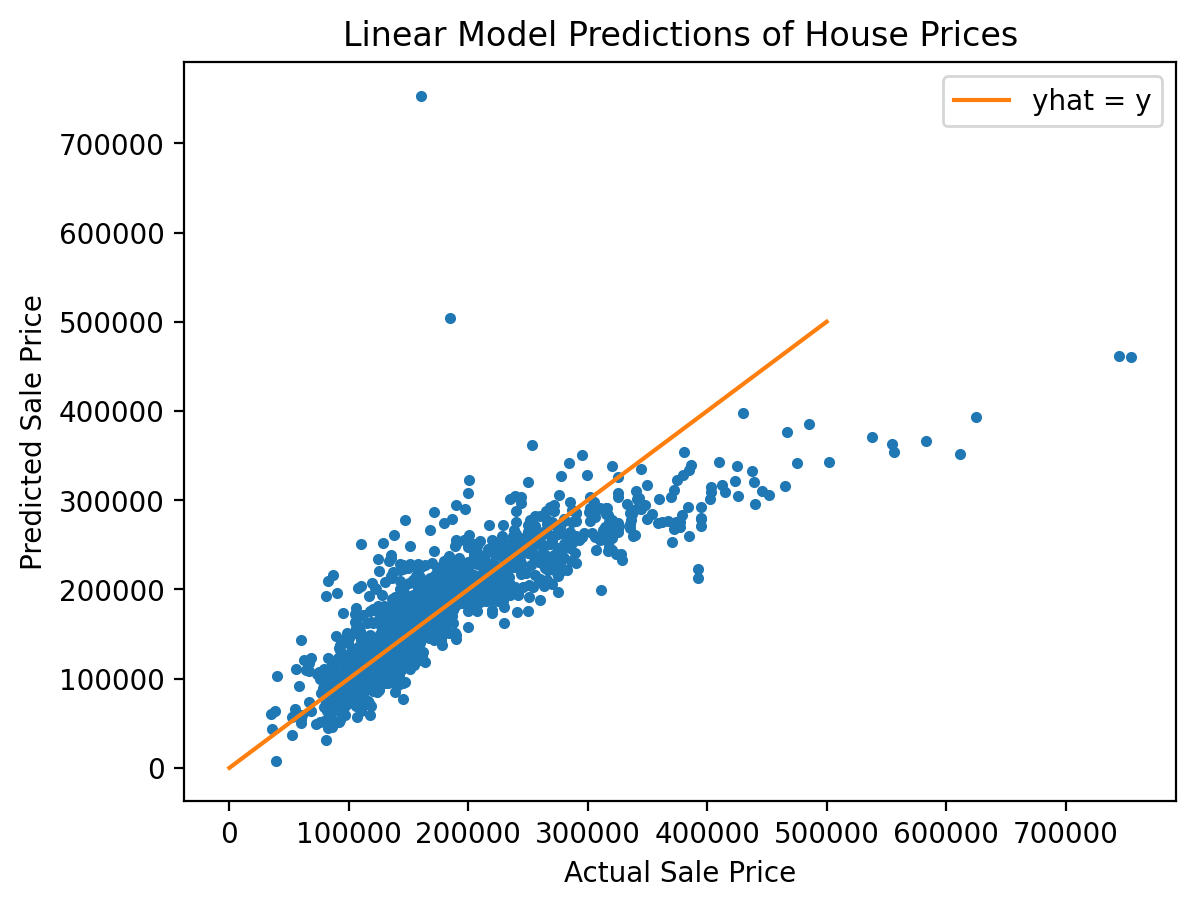 Linear Model Predictions of House Prices
yhat = y
Predicted Sale Price
700000
600000
500000
400000
300000
200000
100000
0
0 100000 200000 300000 400000 500000 600000 700000
Actual Sale Price